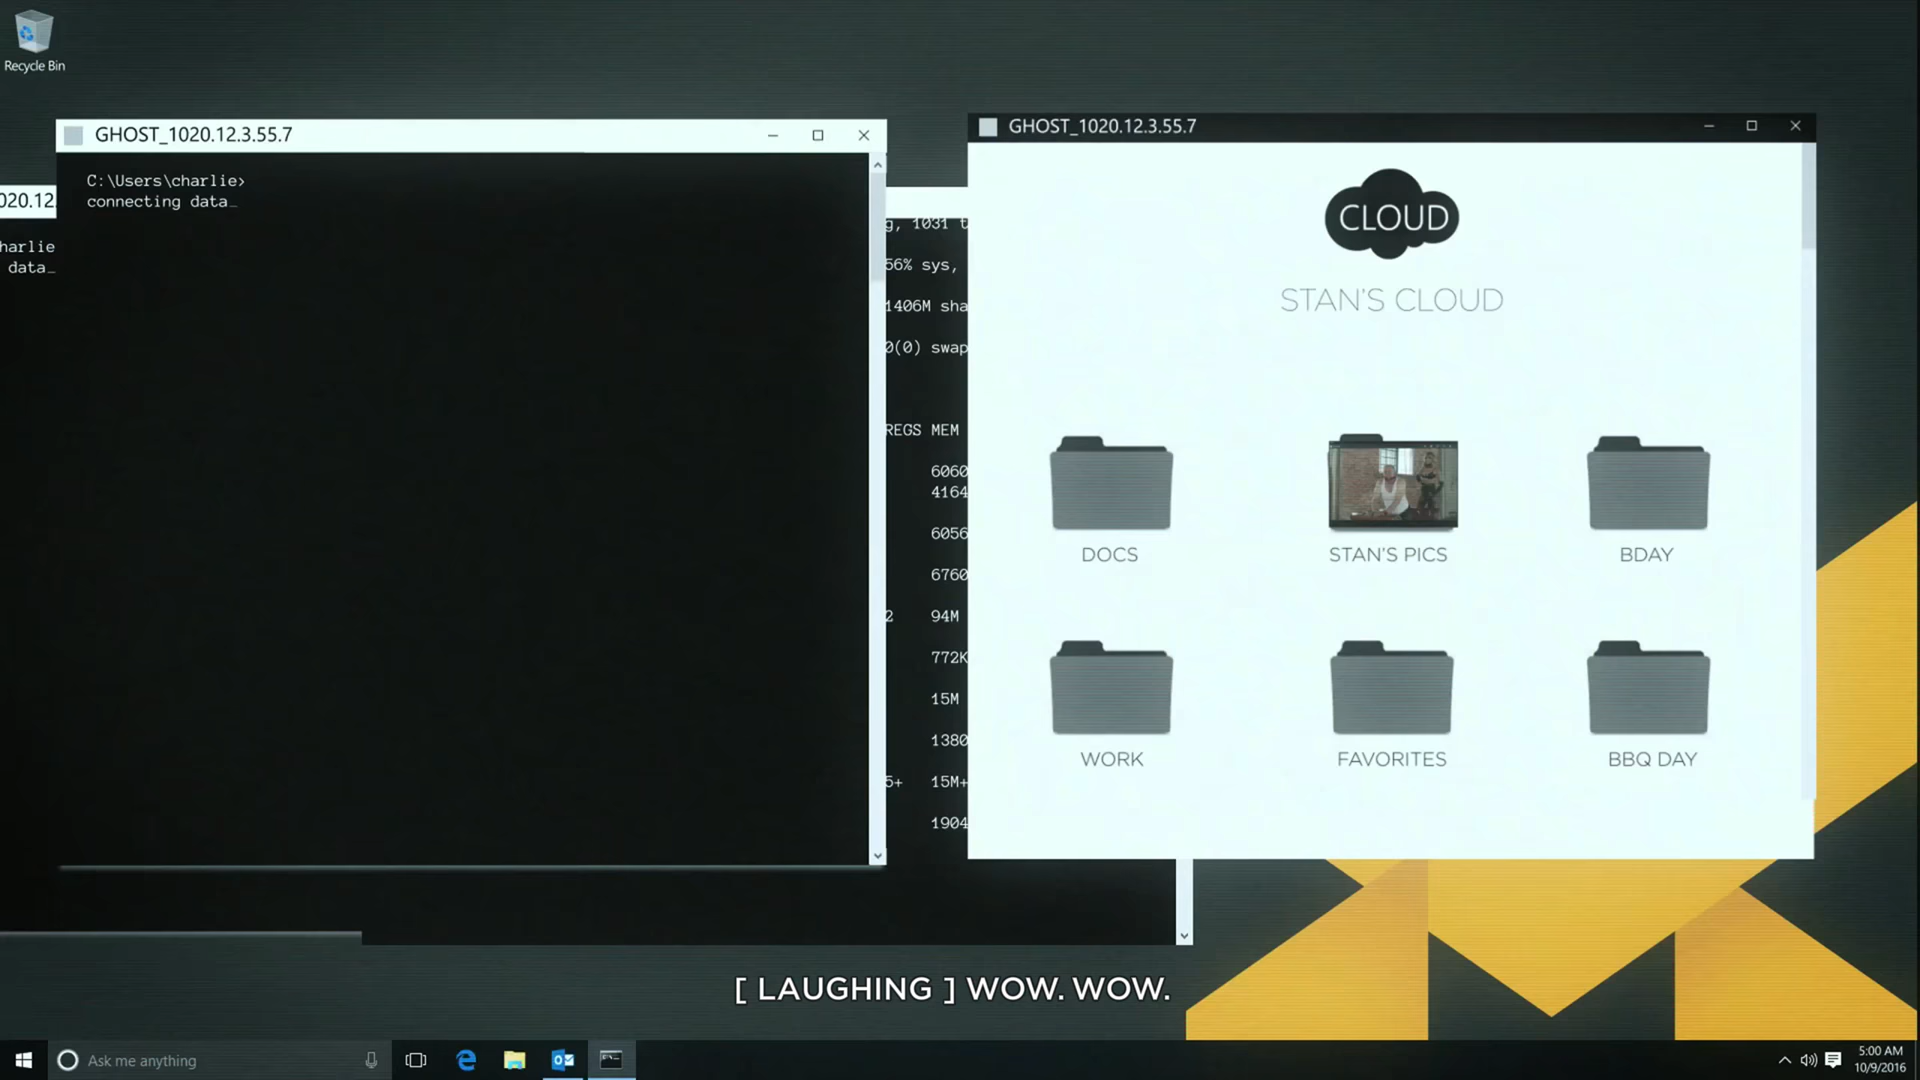 Recycle Bin
GHOST_1020.12.3.55.7
C:\Users\charlie>
connecting data_
020.12
harlie
data_
g, 1031 t
56% sys,
1406M sha
0(0) swap
REGS MEM
6060
4164
6056
6760
2 94M
772K
15M
1380
5+ 15M+
1904
GHOST_1020.12.3.55.7
CLOUD
STAN'S CLOUD
DOCS
STAN'S PICS
BDAY
WORK
FAVORITES
BBQ DAY
[ LAUGHING ] WOW. WOW.
Ask me anything
5:00 AM
10/9/2016